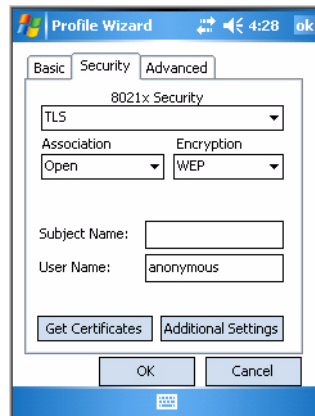 Profile Wizard 4:28 ok
Basic Security Advanced
8021x Security
TLS
Association Encryption
Open WEP
Subject Name:
User Name: anonymous
Get Certificates Additional Settings
OK Cancel